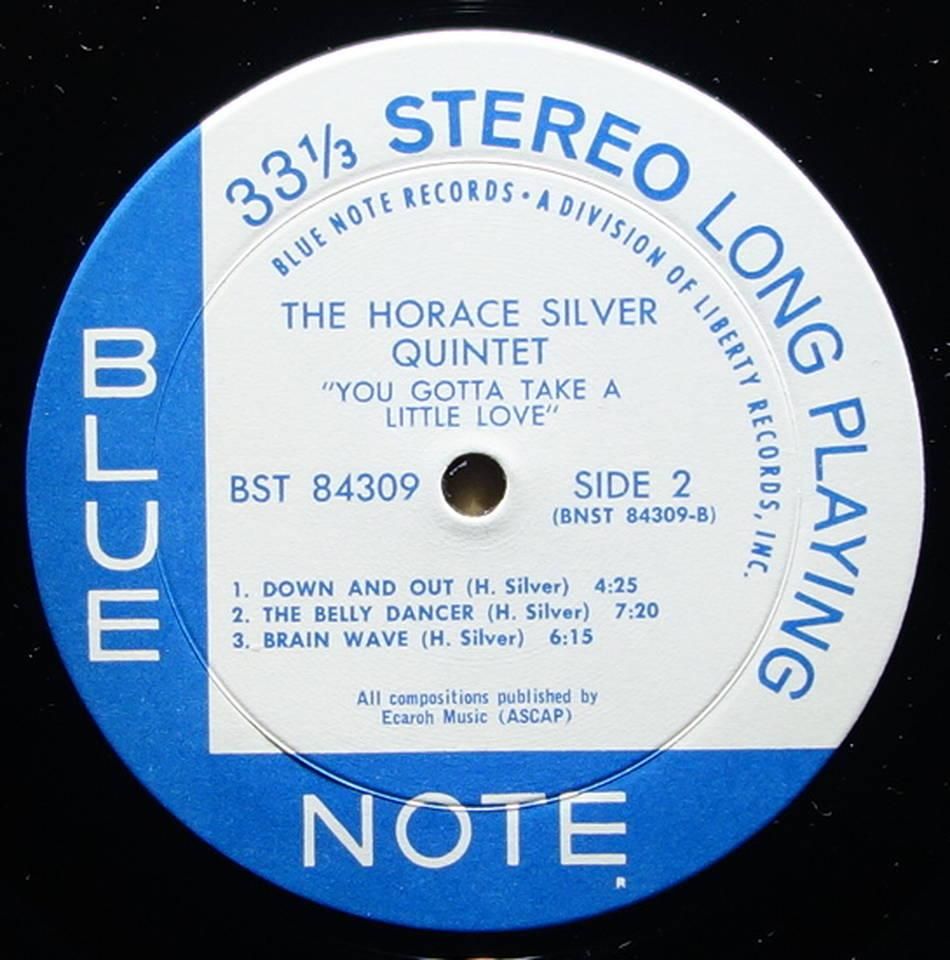 33⅓ STEREO LONG PLAYING
BLUE NOTE RECORDS • A DIVISION OF LIBERTY RECORDS, INC.
THE HORACE SILVER
QUINTET
"YOU GOTTA TAKE A
LITTLE LOVE"
BST 84309
SIDE 2
(BNST 84309-B)
1. DOWN AND OUT (H. Silver) 4:25
2. THE BELLY DANCER (H. Silver) 7:20
3. BRAIN WAVE (H. Silver) 6:15
All compositions published by
Ecaroh Music (ASCAP)
BLUE
NOTE
R